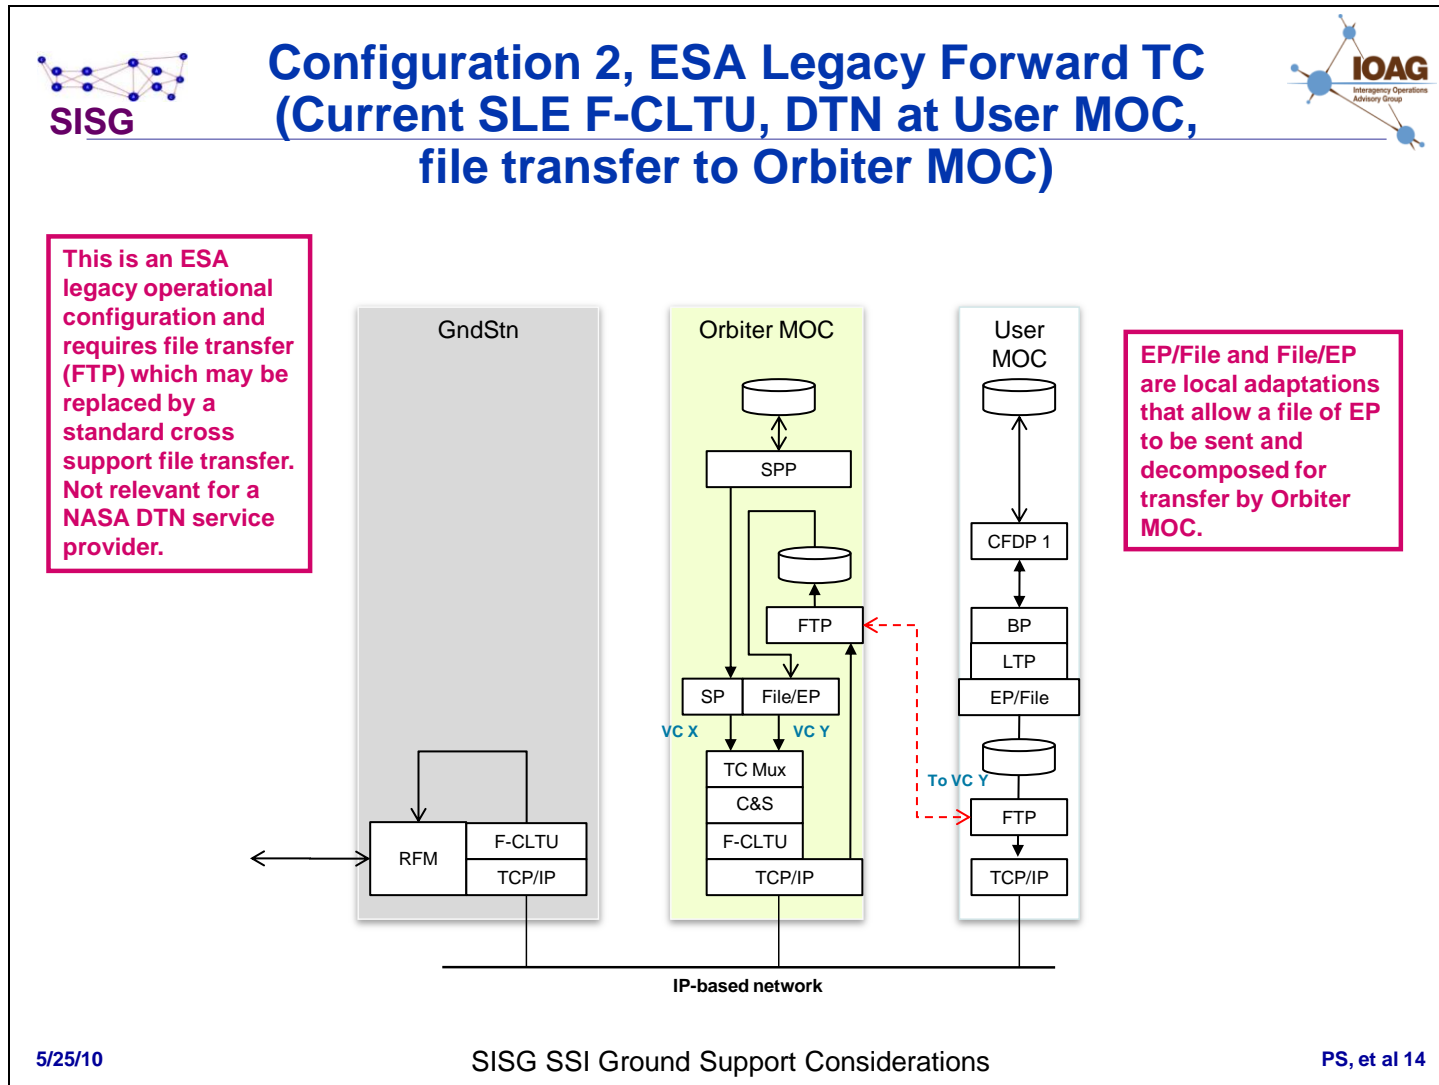 SISG
Configuration 2, ESA Legacy Forward TC
(Current SLE F-CLTU, DTN at User MOC,
file transfer to Orbiter MOC)
IOAG
Interagency Operations
Advisory Group
This is an ESA
legacy operational
configuration and
requires file transfer
(FTP) which may be
replaced by a
standard cross
support file transfer.
Not relevant for a
NASA DTN service
provider.
GndStn
RFM
F-CLTU
TCP/IP
Orbiter MOC
SPP
FTP
SP
File/EP
VC X
VC Y
TC Mux
C&S
F-CLTU
TCP/IP
To VC Y
User
MOC
CFDP 1
BP
LTP
EP/File
FTP
TCP/IP
EP/File and File/EP
are local adaptations
that allow a file of EP
to be sent and
decomposed for
transfer by Orbiter
MOC.
IP-based network
5/25/10
SISG SSI Ground Support Considerations
PS, et al 14